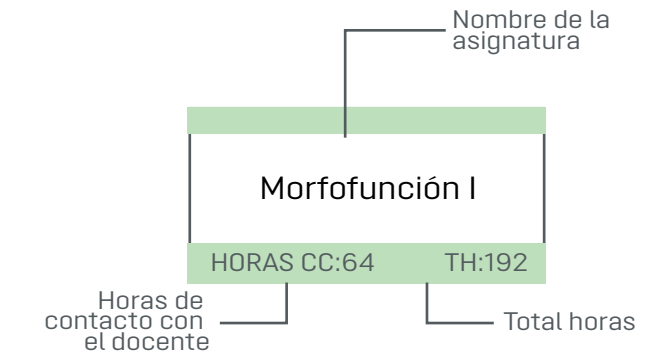 Nombre de la
asignatura
Morfofunción I
HORAS CC:64 TH:192
Horas de
contacto con
el docente
Total horas